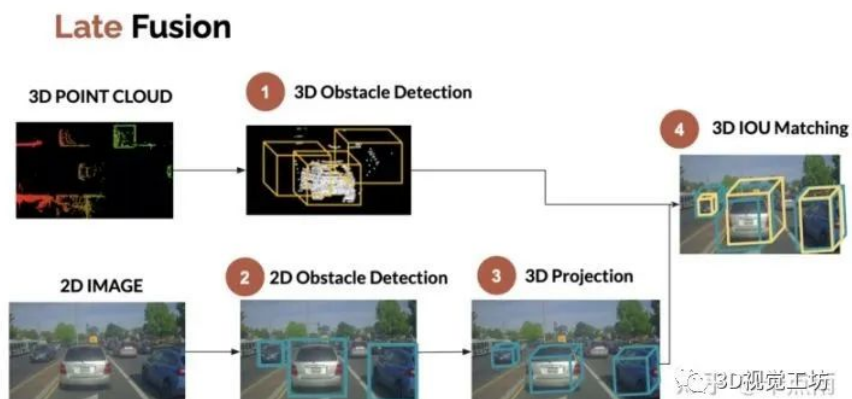 Late Fusion
3D POINT CLOUD
1 3D Obstacle Detection
4 3D IOU Matching
2D IMAGE
2 2D Obstacle Detection
3 3D Projection
3D视觉工坊